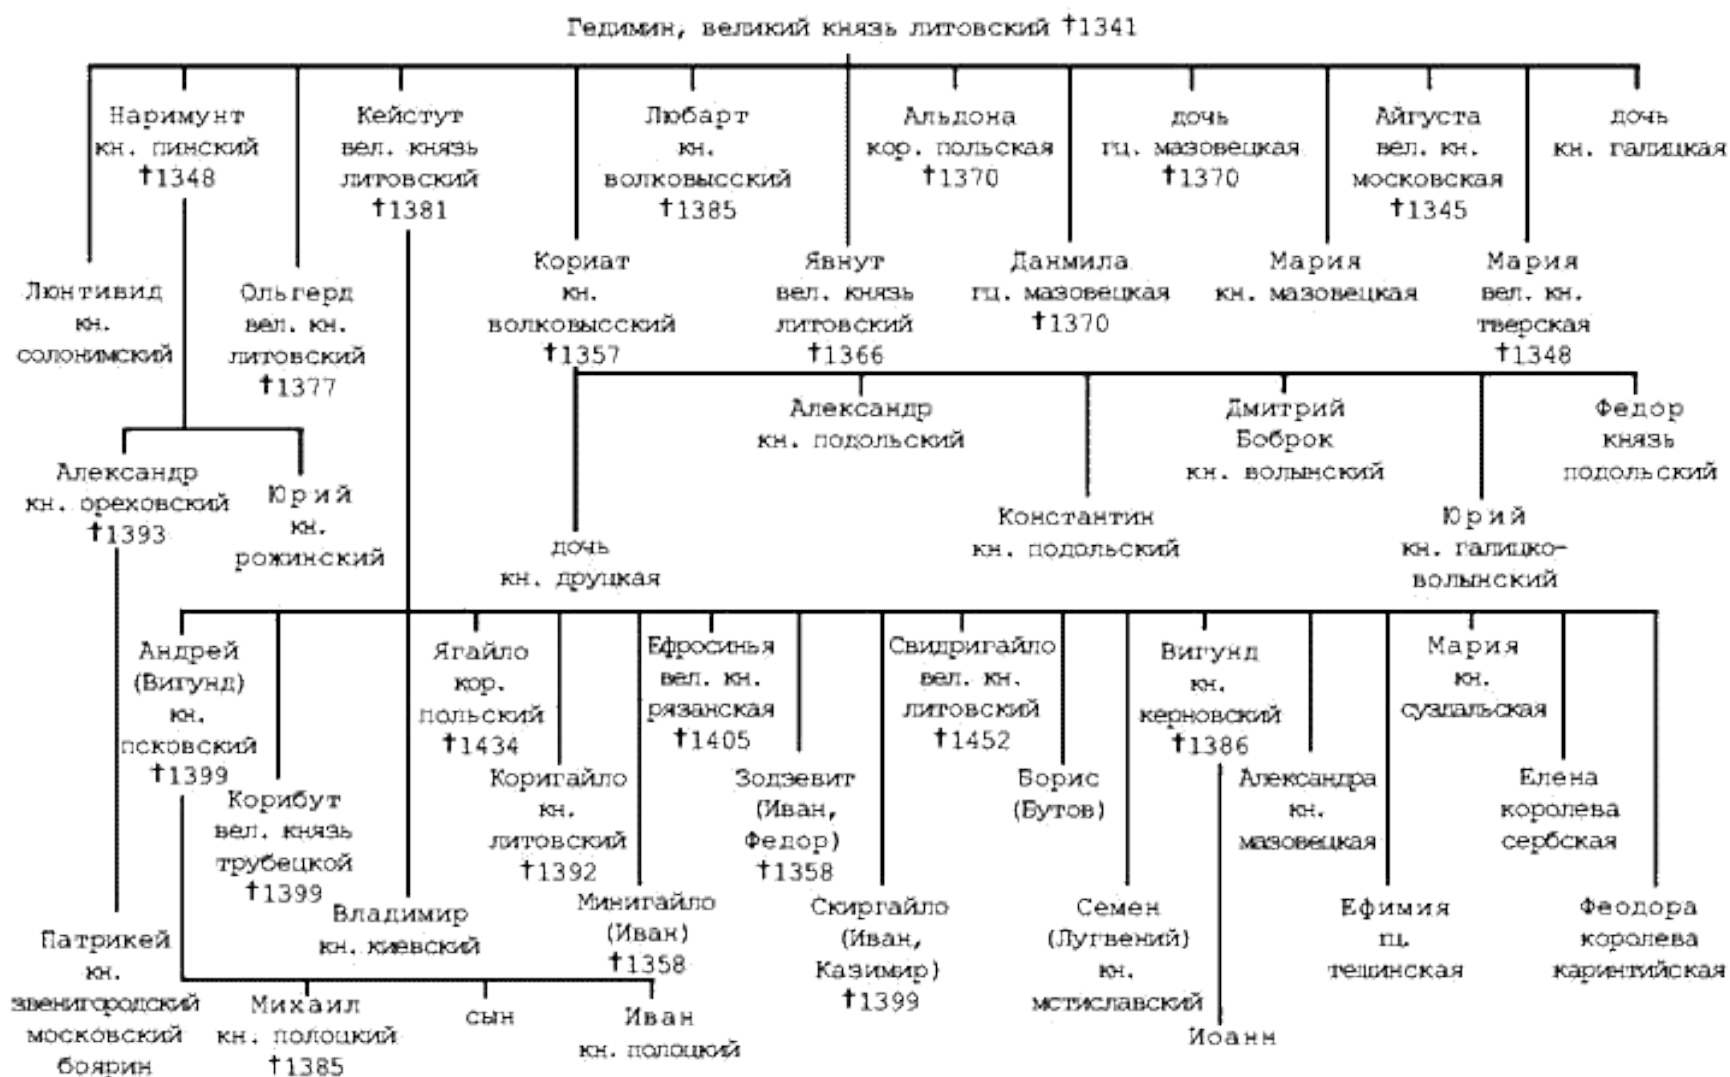 Гедимин, великий князь литовский †1341
Наримунт
кн. пинский
†1348
Кейстут
вел. князь
литовский
†1381
Любарт
кн.
волковысский
†1385
Альдона
кор. польская
†1370
дочь
гц. мазовецкая
†1370
Айгуста
вел. кн.
московская
†1345
дочь
кн. галицкая
Люнтивид
кн.
солонимский
Ольгерд
вел. кн.
литовский
†1377
Кориат
кн.
волковысский
†1357
Явнут
вел. князь
литовский
†1366
Данмила
гц. мазовецкая
†1370
Мария
кн. мазовецкая
Мария
вел. кн.
тверская
†1348
Александр
кн. подольский
Дмитрий
Боброк
кн. волынский
Федор
князь
подольский
Александр
кн. ореховский
†1393
Юрий
кн.
рожинский
дочь
кн. друцкая
Константин
кн. подольский
Юрий
кн. галицко-
волынский
Андрей
(Вигунд)
кн.
псковский
†1399
Ягайло
кор.
польский
†1434
Ефросинья
вел. кн.
рязанская
†1405
Свидригайло
вел. кн.
литовский
†1452
Вигунд
кн.
керновский
†1386
Мария
кн.
суздальская
Корибут
вел. князь
трубецкой
†1399
Коригайло
кн.
литовский
†1392
Зодзевит
(Иван,
Федор)
†1358
Борис
(Бутов)
Александра
кн.
мазовецкая
Елена
королева
сербская
Владимир
кн. киевский
Минигайло
(Иван)
†1358
Скиргайло
(Иван,
Казимир)
†1399
Семен
(Лугвений)
кн.
мстиславский
Ефимия
гц.
тешинская
Феодора
королева
каринтийская
Патрикей
кн.
звенигородский
московский
боярин
Михаил
кн. полоцкий
†1385
сын
Иван
кн. полоцкий
Иоанн